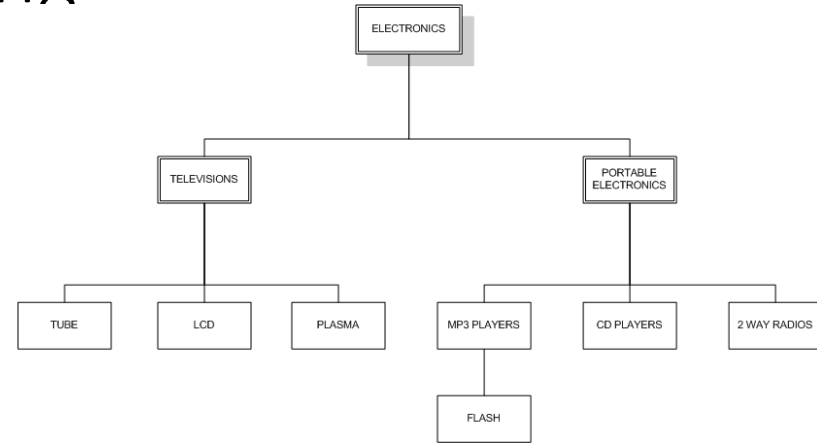 ELECTRONICS
TELEVISIONS
PORTABLE
ELECTRONICS
TUBE
LCD
PLASMA
MP3 PLAYERS
CD PLAYERS
2 WAY RADIOS
FLASH